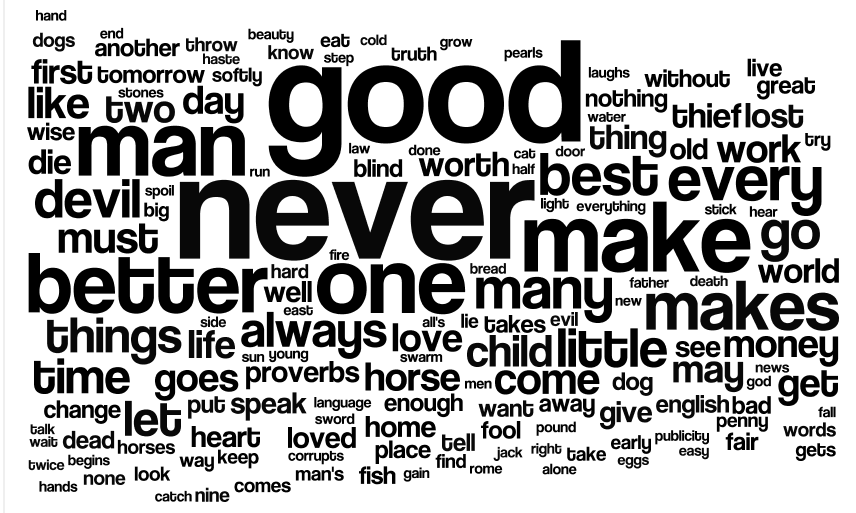 hand
dogs end another throw beauty know eat cold truth grow pearls
haste step
first tomorrow softly good laughs without live great
like stones two day nothing thief lost
wise man water thing old work try
die run law blind done worth cat half door best every
devil spoil big never light everything stick hear
must make go
fire
better hard well one bread many father death world
east new makes
things side life always all's love lie takes evil child little see money
sun young swarm
time goes proverbs horse men come dog may news god get
change let put speak language enough want away give english bad penny fall
talk sword
wait dead horses heart loved home fool pound early publicity fair words
twice begins way keep corrupts place tell find jack right take eggs easy gets
none look man's fish gain rome alone
hands catch nine comes